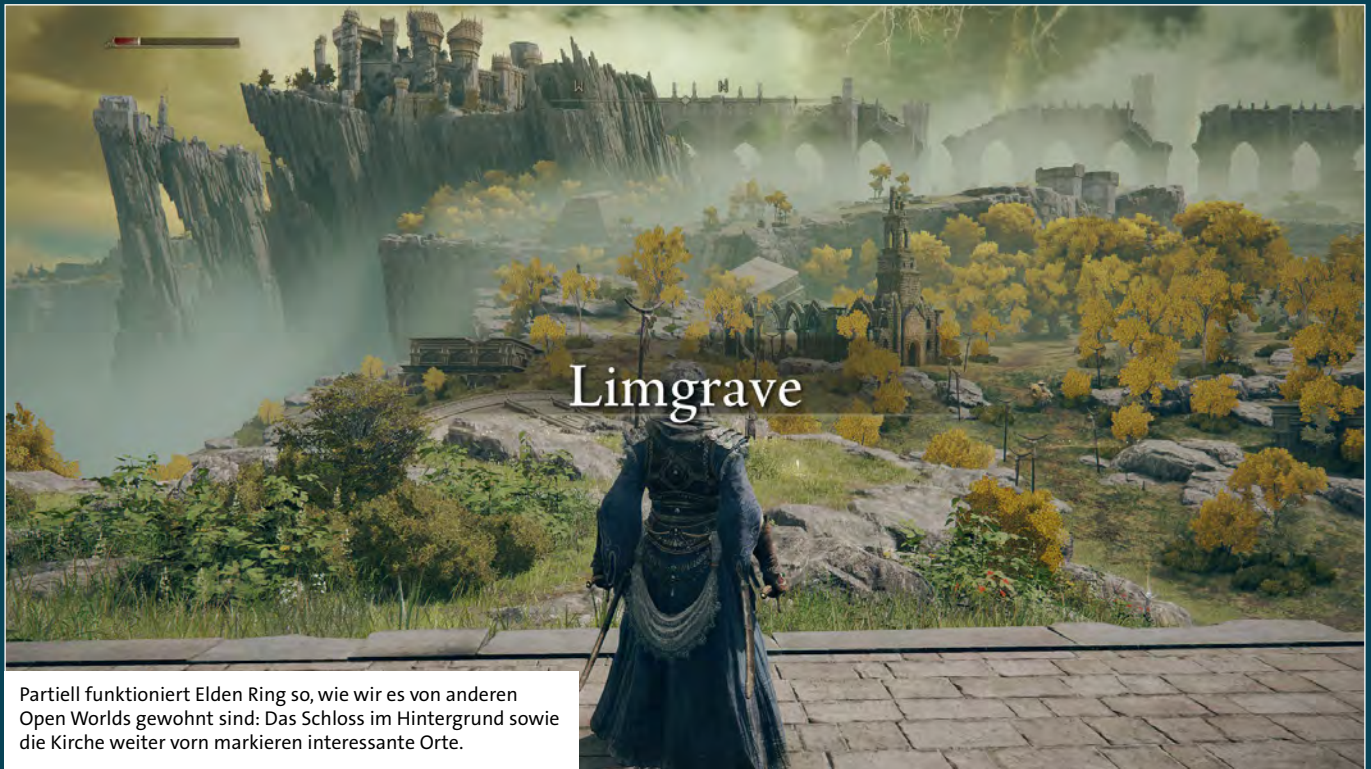 W
N
Limgrave
Partiell funktioniert Elden Ring so, wie wir es von anderen
Open Worlds gewohnt sind: Das Schloss im Hintergrund sowie
die Kirche weiter vorn markieren interessante Orte.